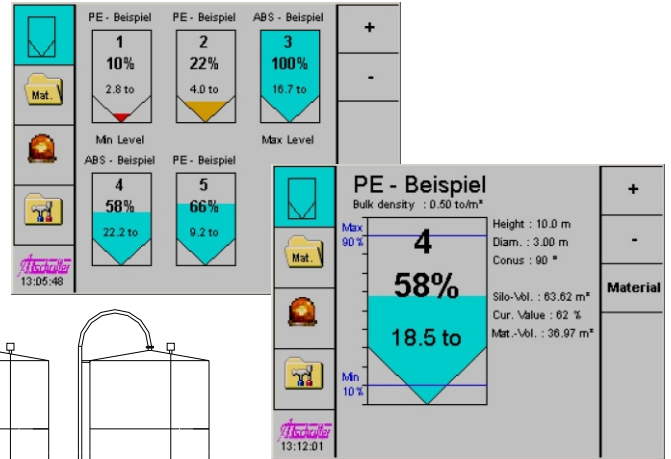 PE - Beispiel PE - Beispiel ABS - Beispiel
1 2 3
10% 22% 100%
2.8 to 4.0 to 16.7 to
Min Level Max Level
ABS - Beispiel PE - Beispiel
4 5
58% 66%
22.2 to 9.2 to
Mat.
13:05:48
+
-
PE - Beispiel
Bulk density : 0.50 to/m³
Max
90 %
4
58%
18.5 to
Min
10 %
Height : 10.0 m
Diam. : 3.00 m
Conus : 90 °
Silo-Vol. : 63.62 m³
Cur. Value : 62 %
Mat.-Vol. : 36.97 m³
Mat.
13:12:01
+
-
Material